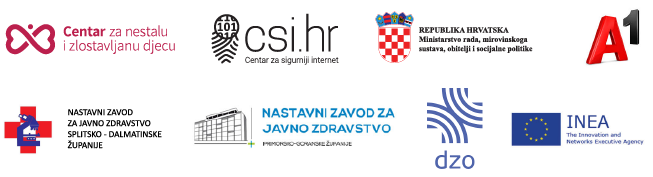 Centar za nestalu
i zlostavljanu djecu
101
010
csi.hr
Centar za sigurniji internet
REPUBLIKA HRVATSKA
Ministarstvo rada, mirovinskoga
sustava, obitelji i socijalne politike
A1
NASTAVNI ZAVOD
ZA JAVNO ZDRAVSTVO
SPLITSKO - DALMATINSKE
ŽUPANIJE
NASTAVNI ZAVOD ZA
JAVNO ZDRAVSTVO
PRIMORSKO-GORANSKE ŽUPANIJE
dzo
INEA
The Innovation and
Networks Executive Agency